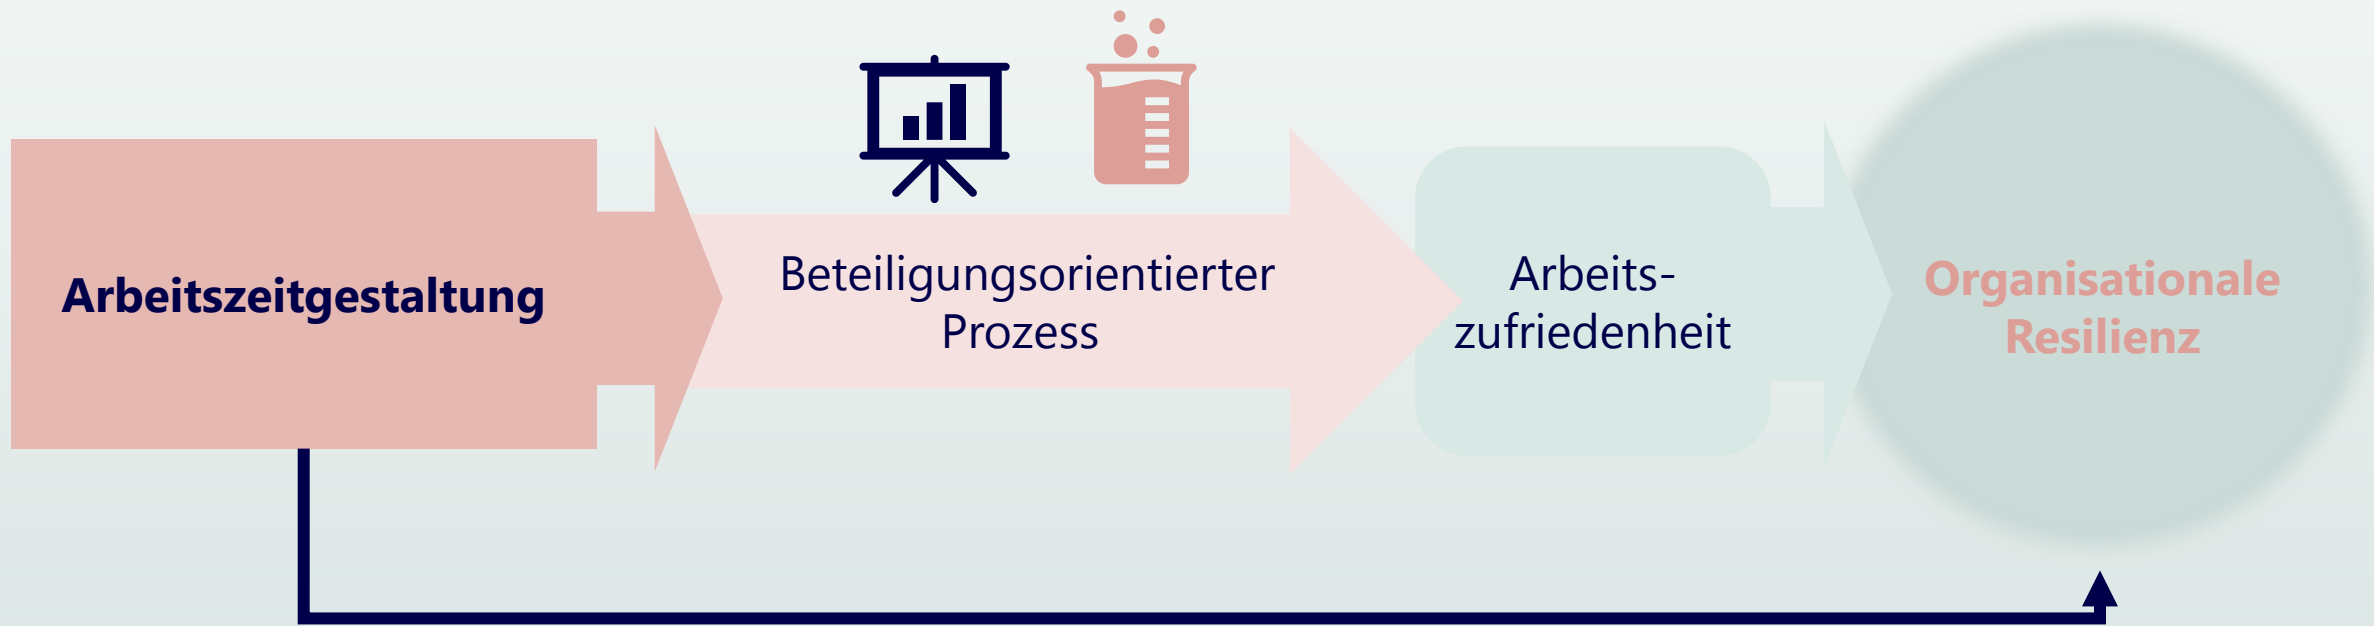 Arbeitszeitgestaltung
Beteiligungsorientierter
Prozess
Arbeits-
zufriedenheit
Organisationale
Resilienz